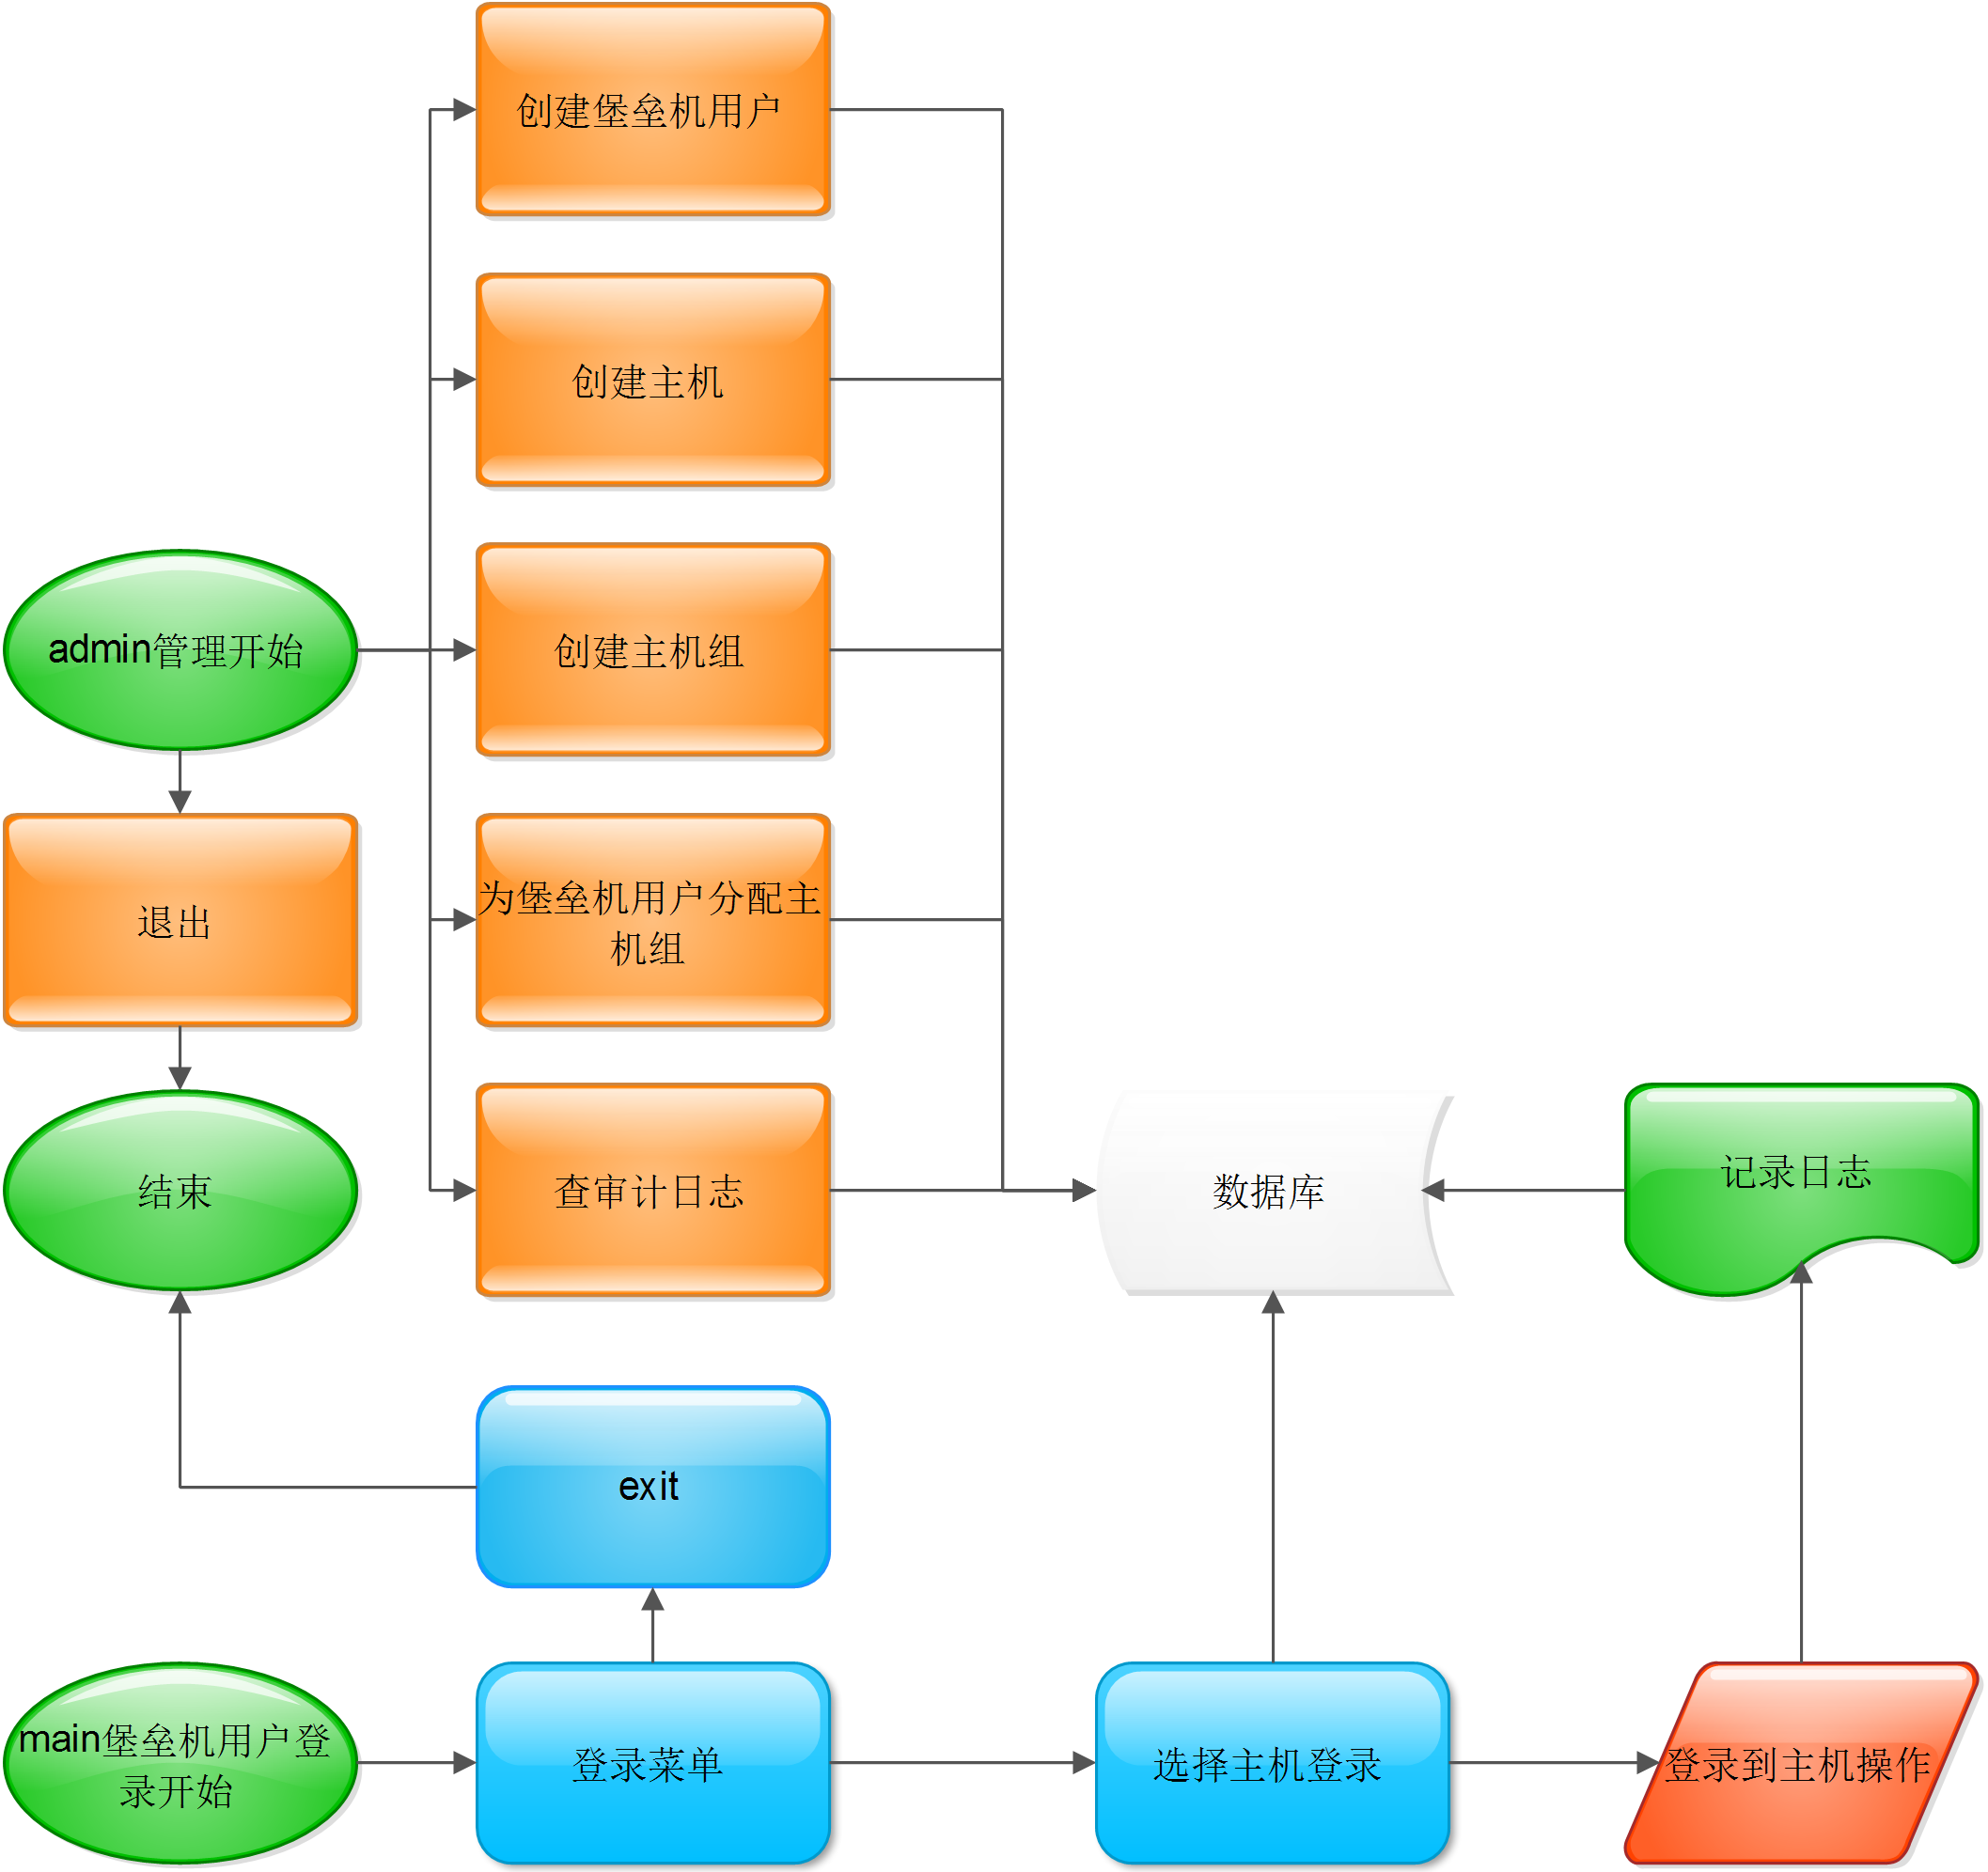 创建堡垒机用户
创建主机
admin管理开始
创建主机组
退出
为堡垒机用户分配主
机组
结束
查审计日志
数据库
记录日志
exit
main堡垒机用户登
录开始
登录菜单
选择主机登录
登录到主机操作